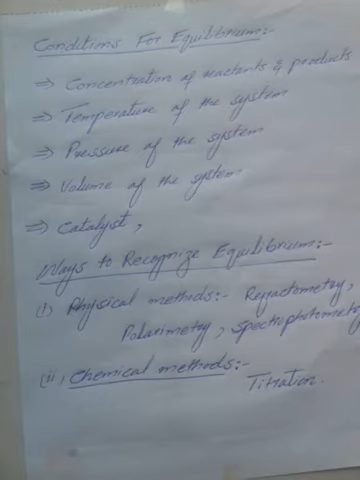 Conditions For Equilibrium:-
⇒ Concentration of reactants & products
⇒ Temperature of the system
⇒ Pressure of the system
⇒ Volume of the system
⇒ Catalyst,
Ways to Recognize Equilibrium:-
(i) Physical methods:- Refractometry,
Polarimetry, Spectrophotometry
(ii), Chemical methods:-
Titration.